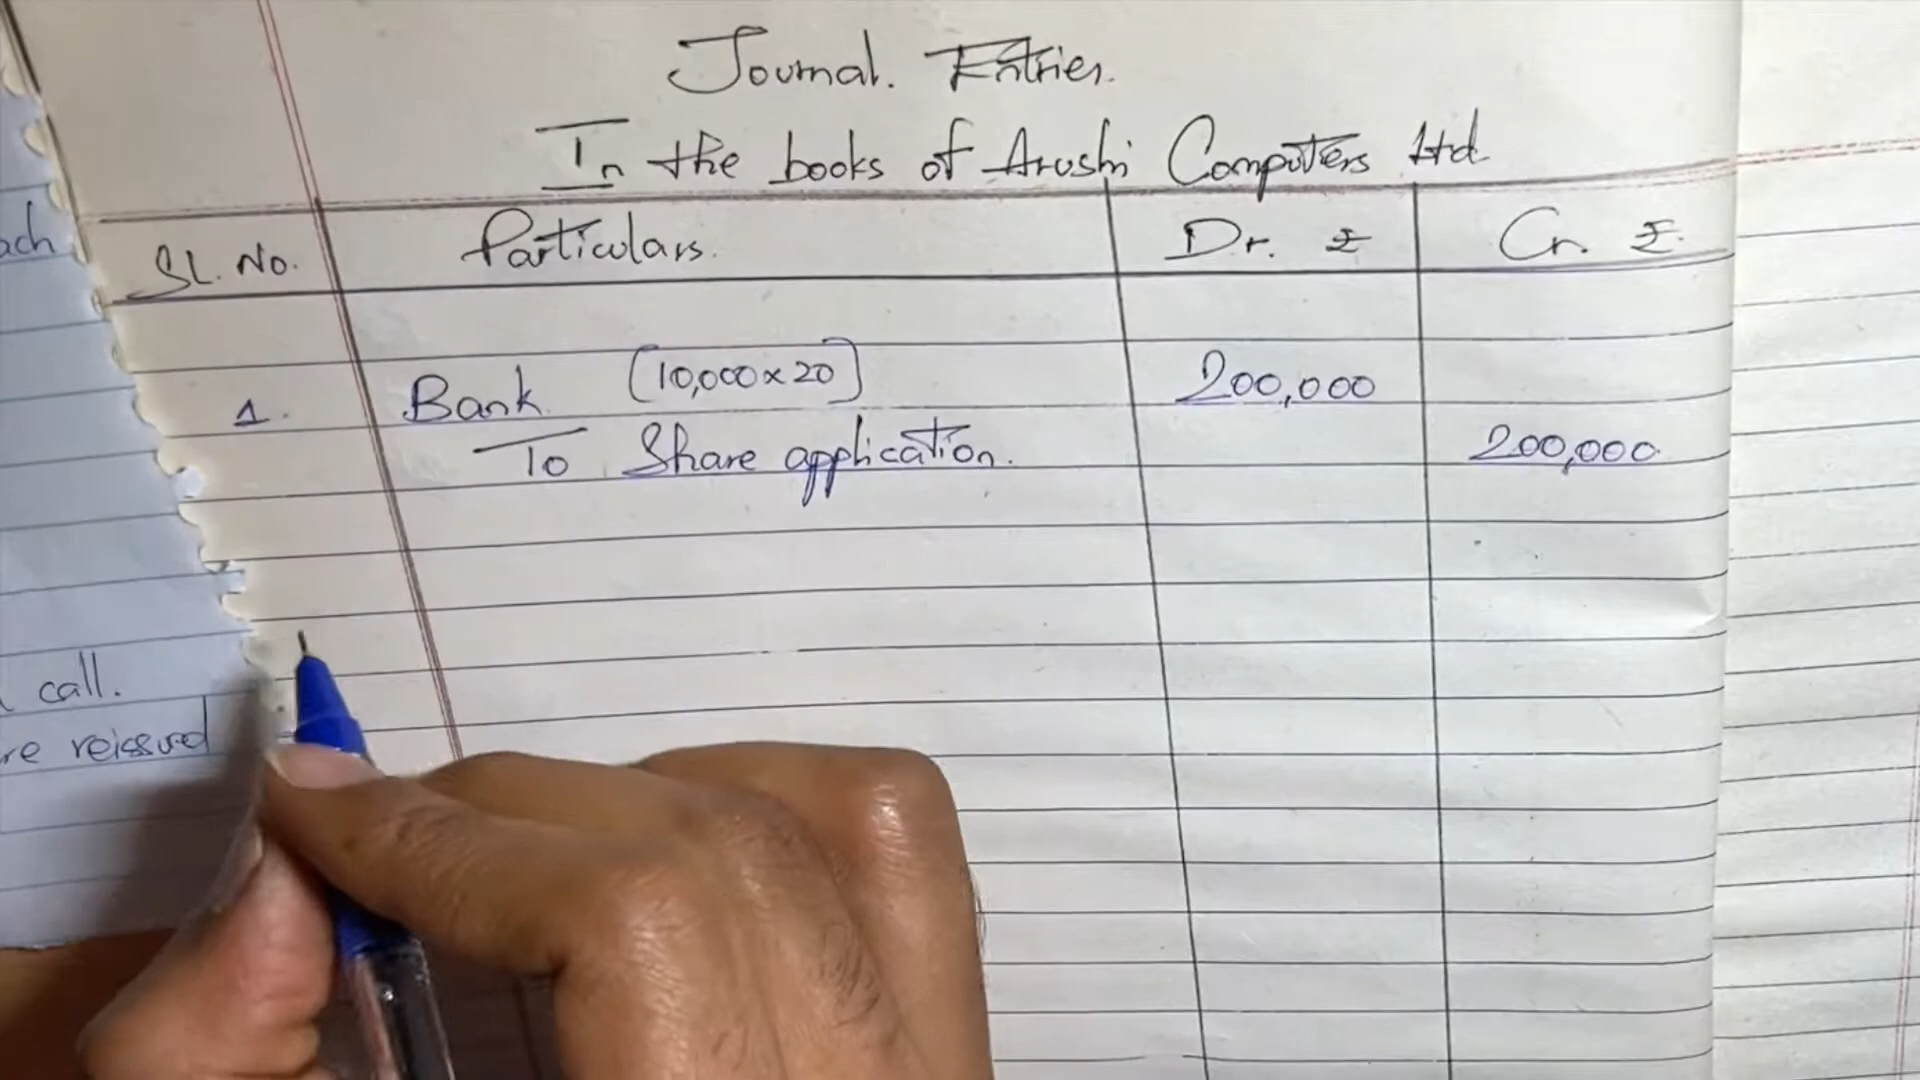 Journal. Entries.
In the books of Arushi Computers Ltd
SL. No. Particulars. Dr. ₹ Cr. ₹.
1. Bank [10,000 x 20] 200,000
To Share application. 200,000
ach
call.
re reissued